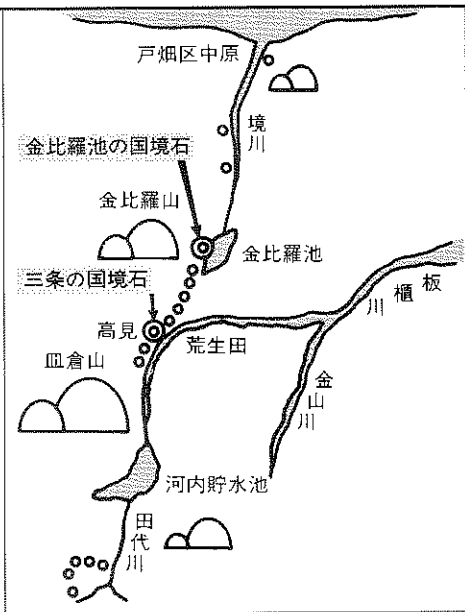 戸畑区中原
境川
金比羅池の国境石
金比羅山
金比羅池
三条の国境石
高見
荒生田
板櫃川
皿倉山
金山川
河内貯水池
田代川